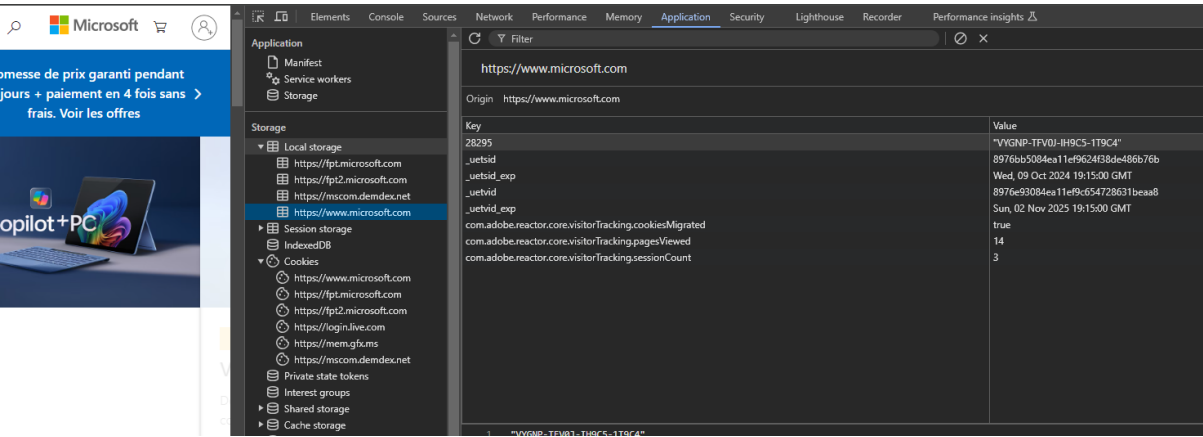 Microsoft
omesse de prix garanti pendant
jours + paiement en 4 fois sans
frais. Voir les offres
opilot+PC
Elements Console Sources Network Performance Memory Application Security Lighthouse Recorder Performance insights
Application
Manifest
Service workers
Storage
Storage
Local storage
https://fpt.microsoft.com
https://fpt2.microsoft.com
https://mscom.demdex.net
https://www.microsoft.com
Session storage
IndexedDB
Cookies
https://www.microsoft.com
https://fpt.microsoft.com
https://fpt2.microsoft.com
https://login.live.com
https://mem.gfx.ms
https://mscom.demdex.net
Private state tokens
Interest groups
Shared storage
Cache storage
Filter
https://www.microsoft.com
Origin https://www.microsoft.com
Key Value
28295 "VYGNP-TFV0J-IH9C5-1T9C4"
_uetsid 8976bb5084ea11ef9624f38de486b76b
_uetsid_exp Wed, 09 Oct 2024 19:15:00 GMT
_uetvid 8976e93084ea11ef9c654728631beaa8
_uetvid_exp Sun, 02 Nov 2025 19:15:00 GMT
com.adobe.reactor.core.visitorTracking.cookiesMigrated true
com.adobe.reactor.core.visitorTracking.pagesViewed 14
com.adobe.reactor.core.visitorTracking.sessionCount 3
1 "VYGNP-TFV0J-IH9C5-1T9C4"